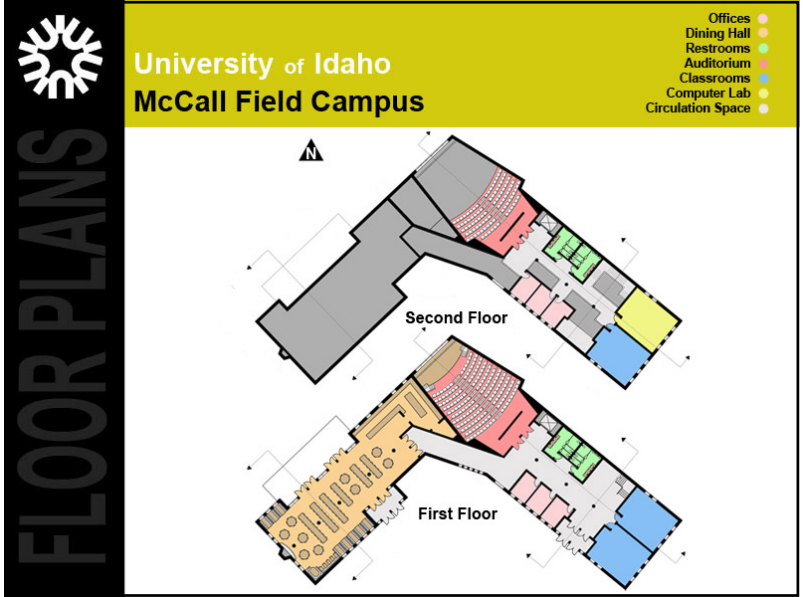 University of Idaho
McCall Field Campus
Offices
Dining Hall
Restrooms
Auditorium
Classrooms
Computer Lab
Circulation Space
FLOOR PLANS
N
Second Floor
First Floor